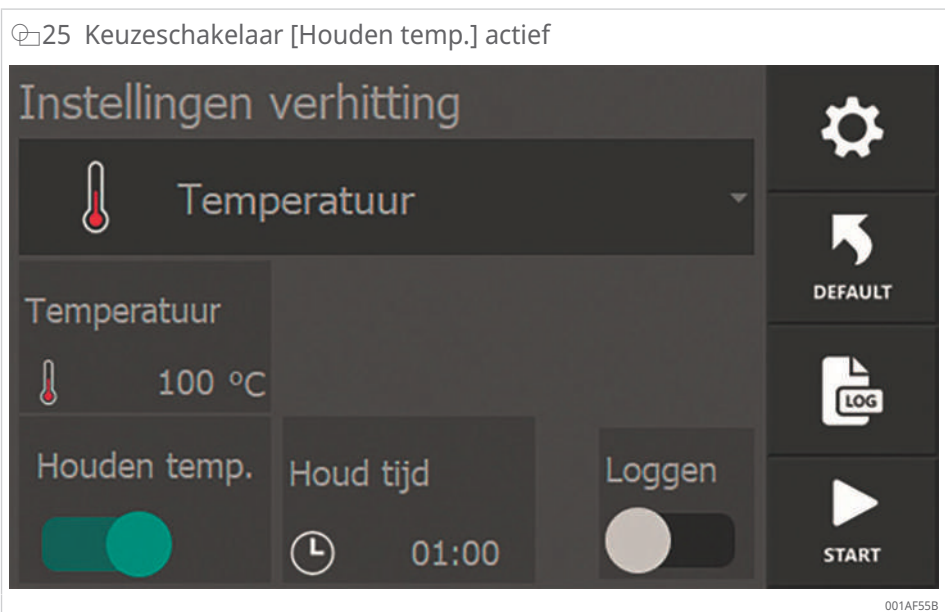 25 Keuzeschakelaar [Houden temp.] actief
Instellingen verhitting
Temperatuur
DEFAULT
Temperatuur
100 °C
LOG
Houden temp.
Houd tijd
01:00
Loggen
START
001AF55B